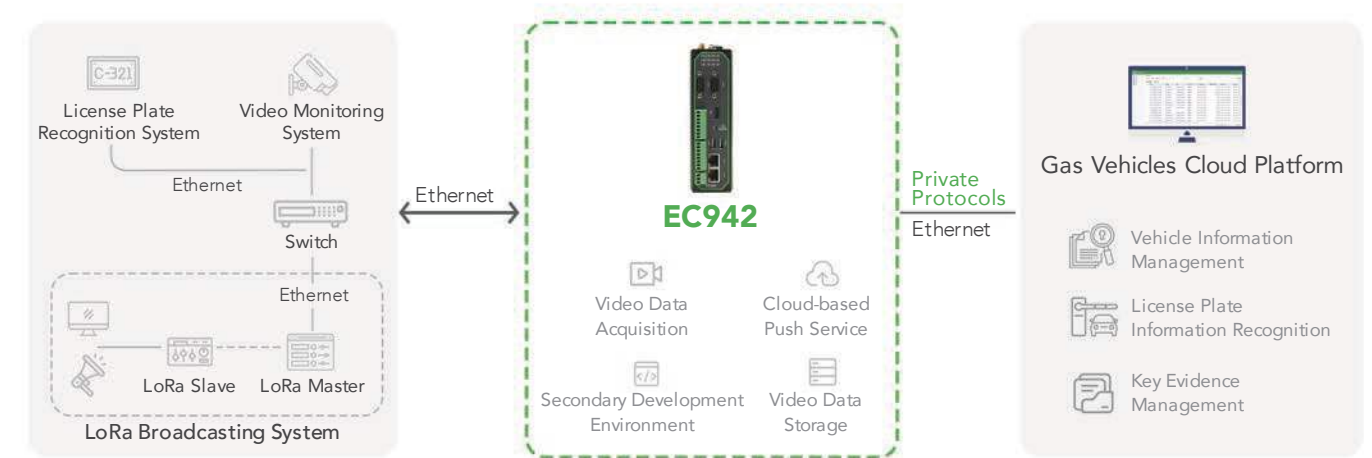 C-321
License Plate
Recognition System
Video Monitoring
System
Ethernet
Switch
Ethernet
LoRa Slave
LoRa Master
LoRa Broadcasting System
Ethernet
EC942
Video Data
Acquisition
Cloud-based
Push Service
Secondary Development
Environment
Video Data
Storage
Private
Protocols
Ethernet
Gas Vehicles Cloud Platform
Vehicle Information
Management
License Plate
Information Recognition
Key Evidence
Management